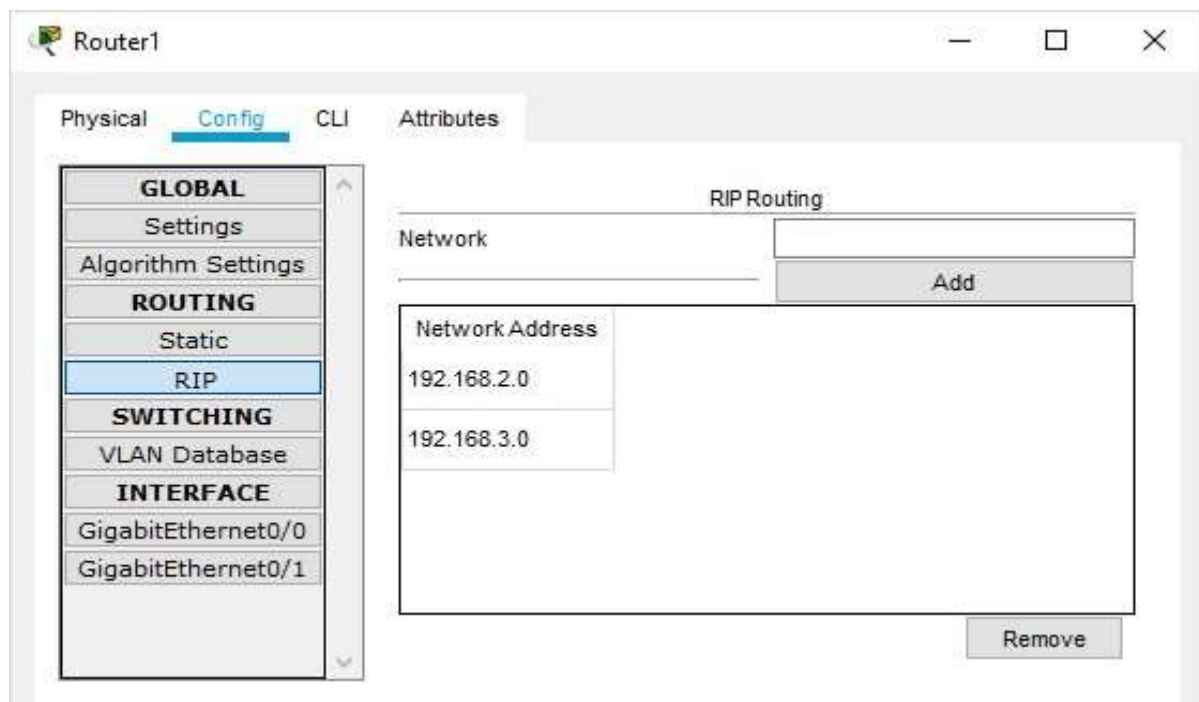 Router1
Physical Config CLI Attributes
GLOBAL
Settings
Algorithm Settings
ROUTING
Static
RIP
SWITCHING
VLAN Database
INTERFACE
GigabitEthernet0/0
GigabitEthernet0/1
RIP Routing
Network
Add
Network Address
192.168.2.0
192.168.3.0
Remove